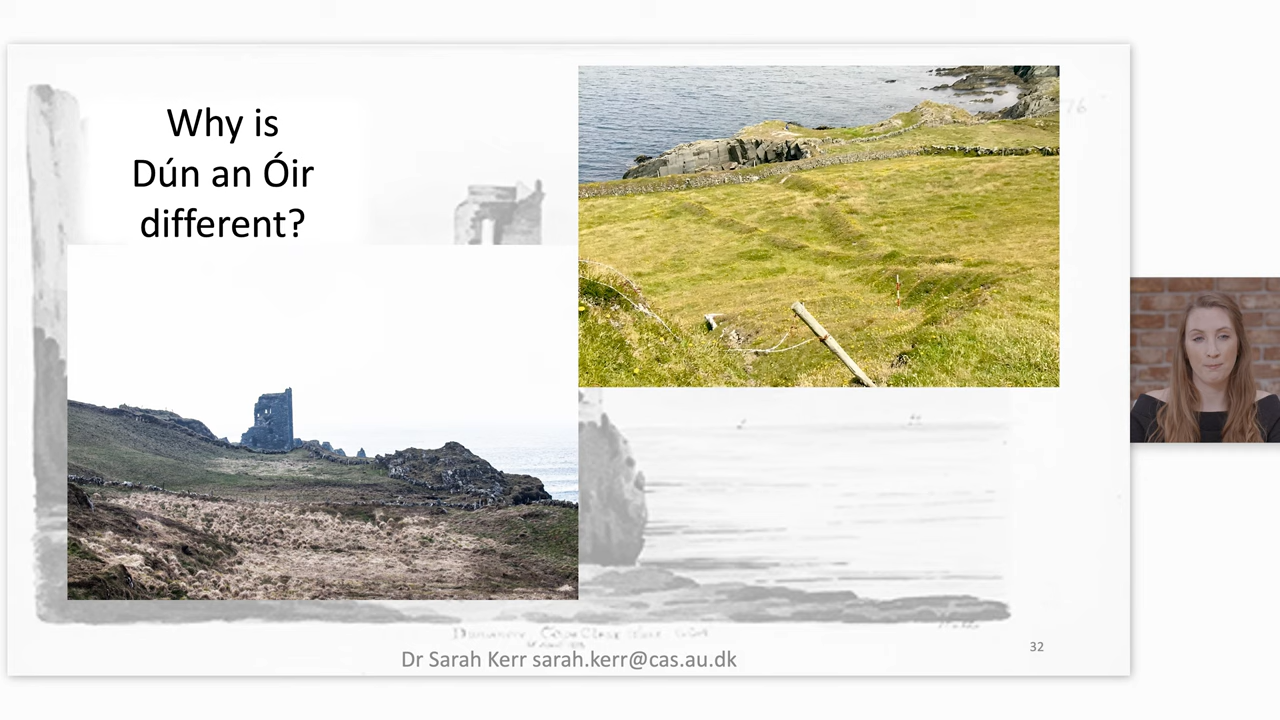 Why is
Dún an Óir
different?
Dr Sarah Kerr sarah.kerr@cas.au.dk
32